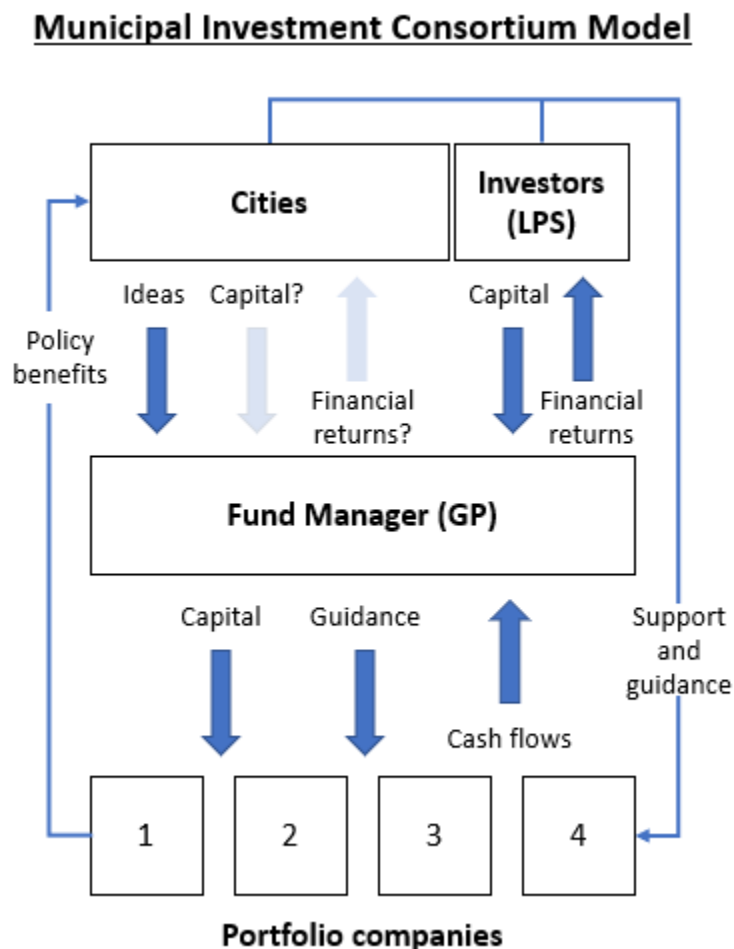 Municipal Investment Consortium Model
Cities
Investors
(LPS)
Ideas
Capital?
Capital
Policy
benefits
Financial
returns?
Financial
returns
Fund Manager (GP)
Capital
Guidance
Support
and
guidance
Cash flows
1
2
3
4
Portfolio companies